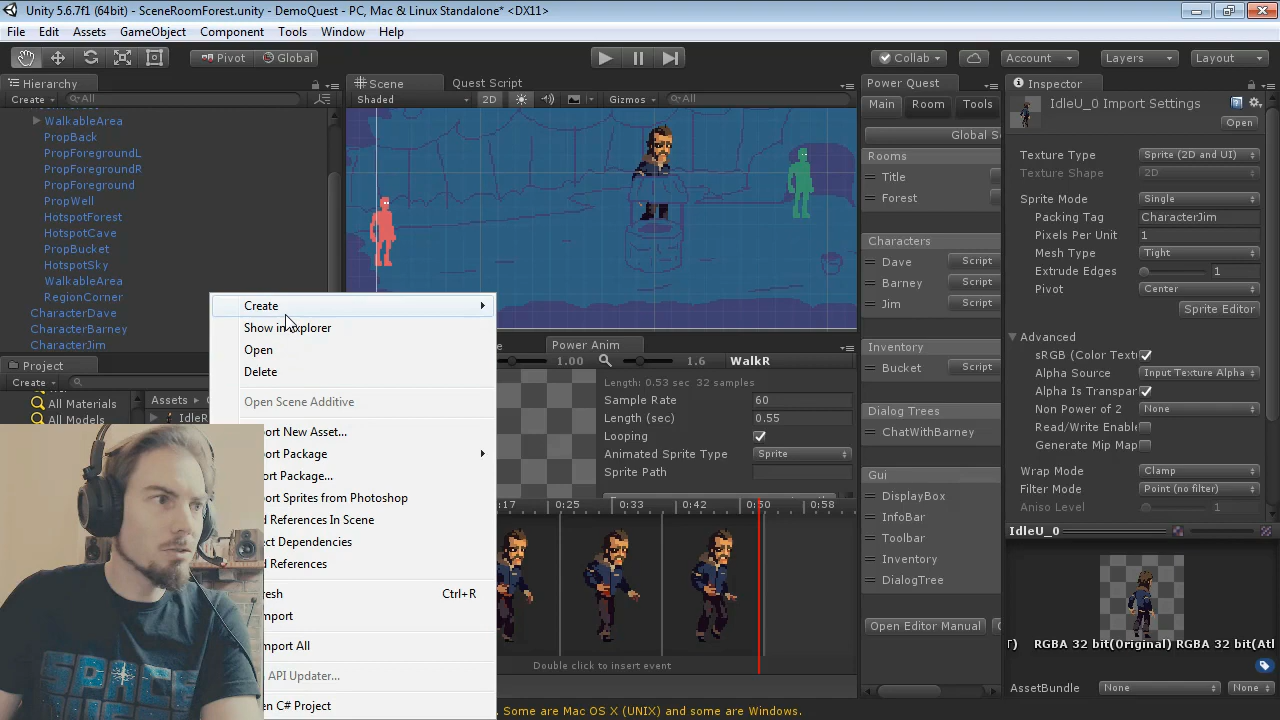 Unity 5.6.7f1 (64bit) - SceneRoomForest.unity - DemoQuest - PC, Mac & Linux Standalone* <DX11>
File Edit Assets GameObject Component Tools Window Help
Pivot Global Collab Account Layers Layout
Hierarchy
Create All
WalkableArea
PropBack
PropForegroundL
PropForegroundR
PropForeground
PropWell
HotspotForest
HotspotCave
PropBucket
HotspotSky
WalkableArea
RegionCorner
CharacterDave
CharacterBarney
CharacterJim
Project
Create
All Materials
All Models
Assets
IdleR
Scene Quest Script
Shaded 2D Gizmos All
Create
Show in Explorer
Open
Delete
Open Scene Additive
ort New Asset...
ort Package
ort Package...
ort Sprites from Photoshop
References In Scene
ect Dependencies
References
esh Ctrl+R
mport
mport All
API Updater...
en C# Project
Power Anim
1.00 1.6 WalkR
Length: 0.53 sec 32 samples
Sample Rate 60
Length (sec) 0.55
Looping
Animated Sprite Type Sprite
Sprite Path
:17 0:25 0:33 0:42 0:50 0:58
Double click to insert event
Some are Mac OS X (UNIX) and some are Windows.
Power Quest
Main Room Tools
Global S
Rooms
Title
Forest
Characters
Dave Script
Barney Script
Jim Script
Inventory
Bucket Script
Dialog Trees
ChatWithBarney
Gui
DisplayBox
InfoBar
Toolbar
Inventory
DialogTree
Open Editor Manual
Inspector
IdleU_0 Import Settings
Open
Texture Type Sprite (2D and UI)
Texture Shape 2D
Sprite Mode Single
Packing Tag CharacterJim
Pixels Per Unit 1
Mesh Type Tight
Extrude Edges 1
Pivot Center
Sprite Editor
Advanced
sRGB (Color Text
Alpha Source Input Texture Alpha
Alpha Is Transpar
Non Power of 2 None
Read/Write Enable
Generate Mip Map
Wrap Mode Clamp
Filter Mode Point (no filter)
Aniso Level 1
IdleU_0
RGBA 32 bit(Original) RGBA 32 bit(Atl
AssetBundle None None
SPACE